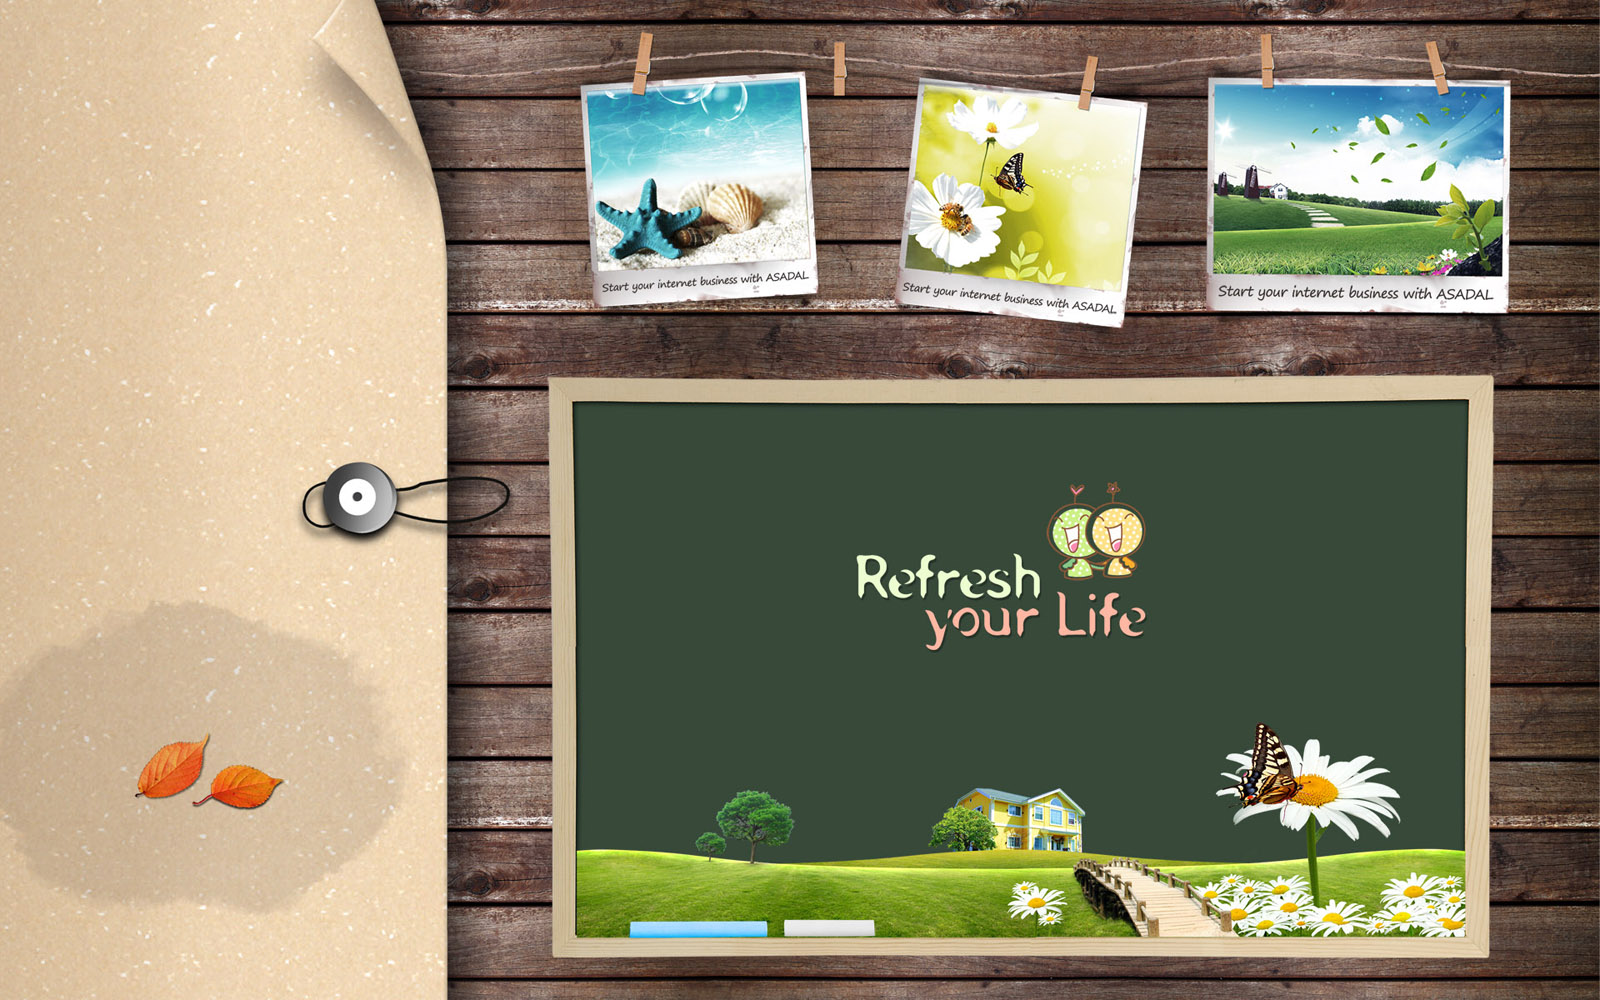 Start your internet business with ASADAL
Start your internet business with ASADAL
Start your internet business with ASADAL
Refresh
your Life